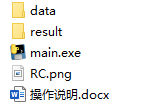 data
result
main.exe
RC.png
操作说明.docx